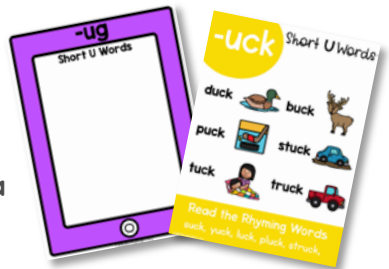 -ug
Short U Words
-uck Short U Words
duck
buck
puck
stuck
tuck
truck
Read the Rhyming Words
suck, yuck, luck, pluck, struck,